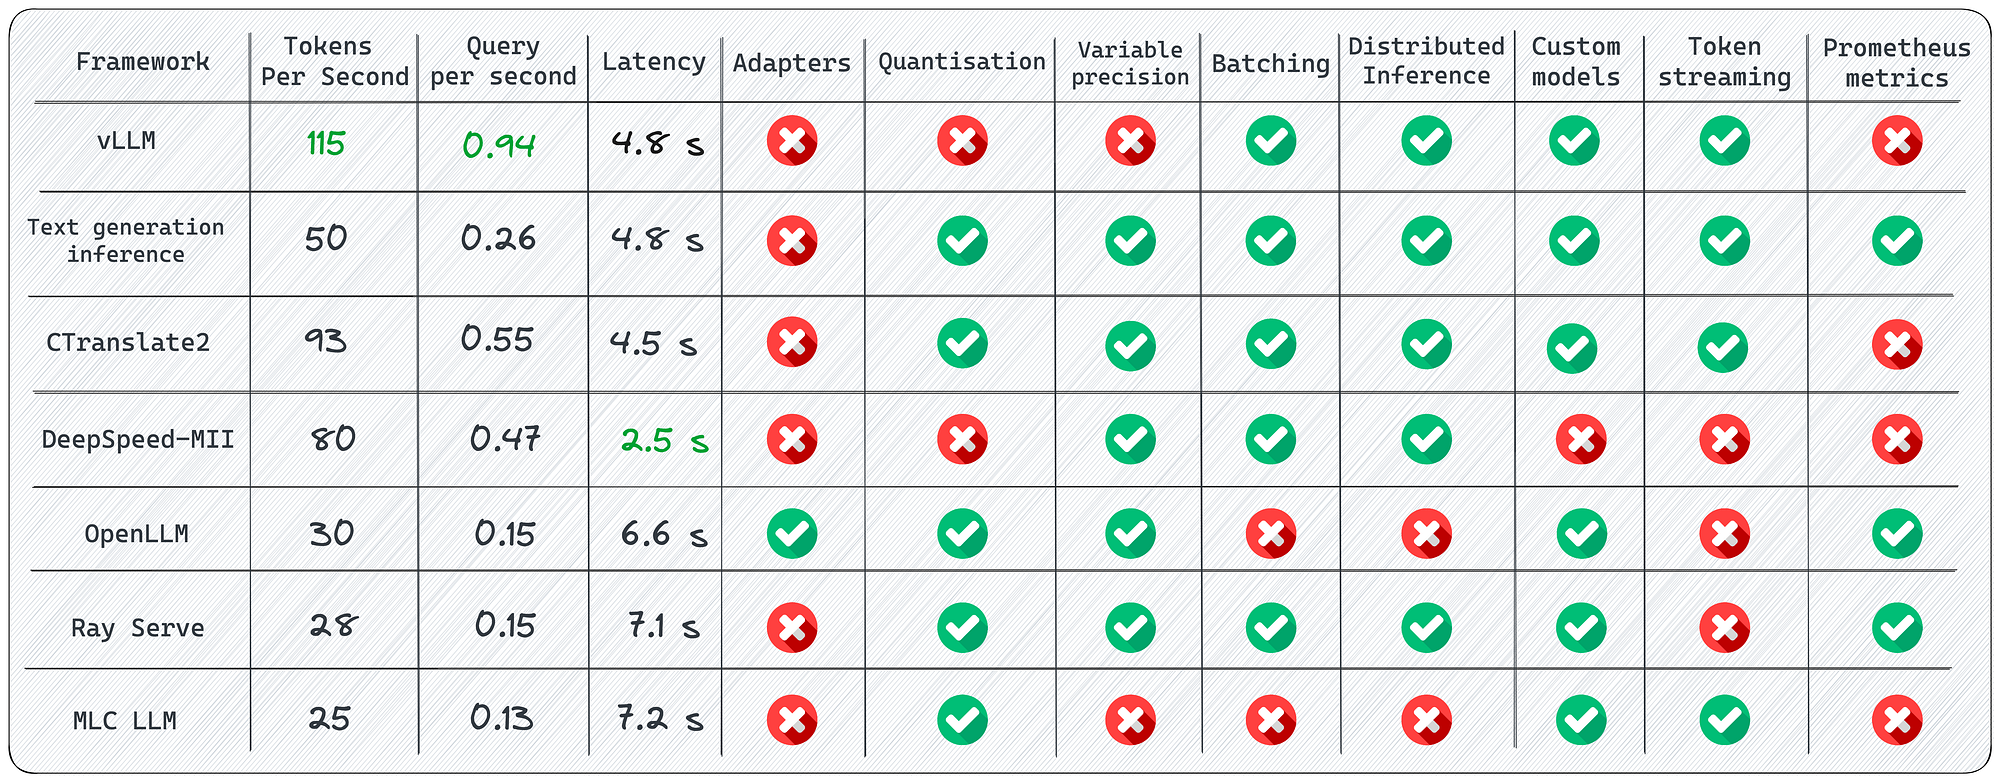 Framework
Tokens
Per Second
Query
per second
Latency
Adapters
Quantisation
Variable
precision
Batching
Distributed
Inference
Custom
models
Token
streaming
Prometheus
metrics
vLLM 115 0.94 4.8 s
Text generation
inference
50 0.26 4.8 s
CTranslate2 93 0.55 4.5 s
DeepSpeed-MII 80 0.47 2.5 s
OpenLLM 30 0.15 6.6 s
Ray Serve 28 0.15 7.1 s
MLC LLM 25 0.13 7.2 s